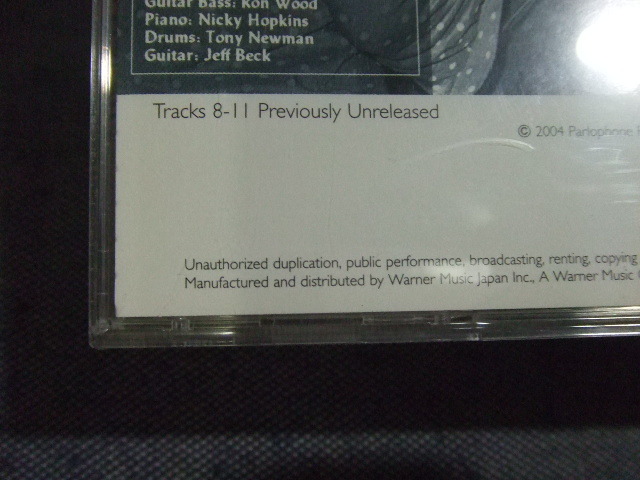 Guitar Bass: Ron Wood
Piano: Nicky Hopkins
Drums: Tony Newman
Guitar: Jeff Beck
Tracks 8-11 Previously Unreleased
© 2004 Parlophone
Unauthorized duplication, public performance, broadcasting, renting, copying
Manufactured and distributed by Warner Music Japan Inc., A Warner Music